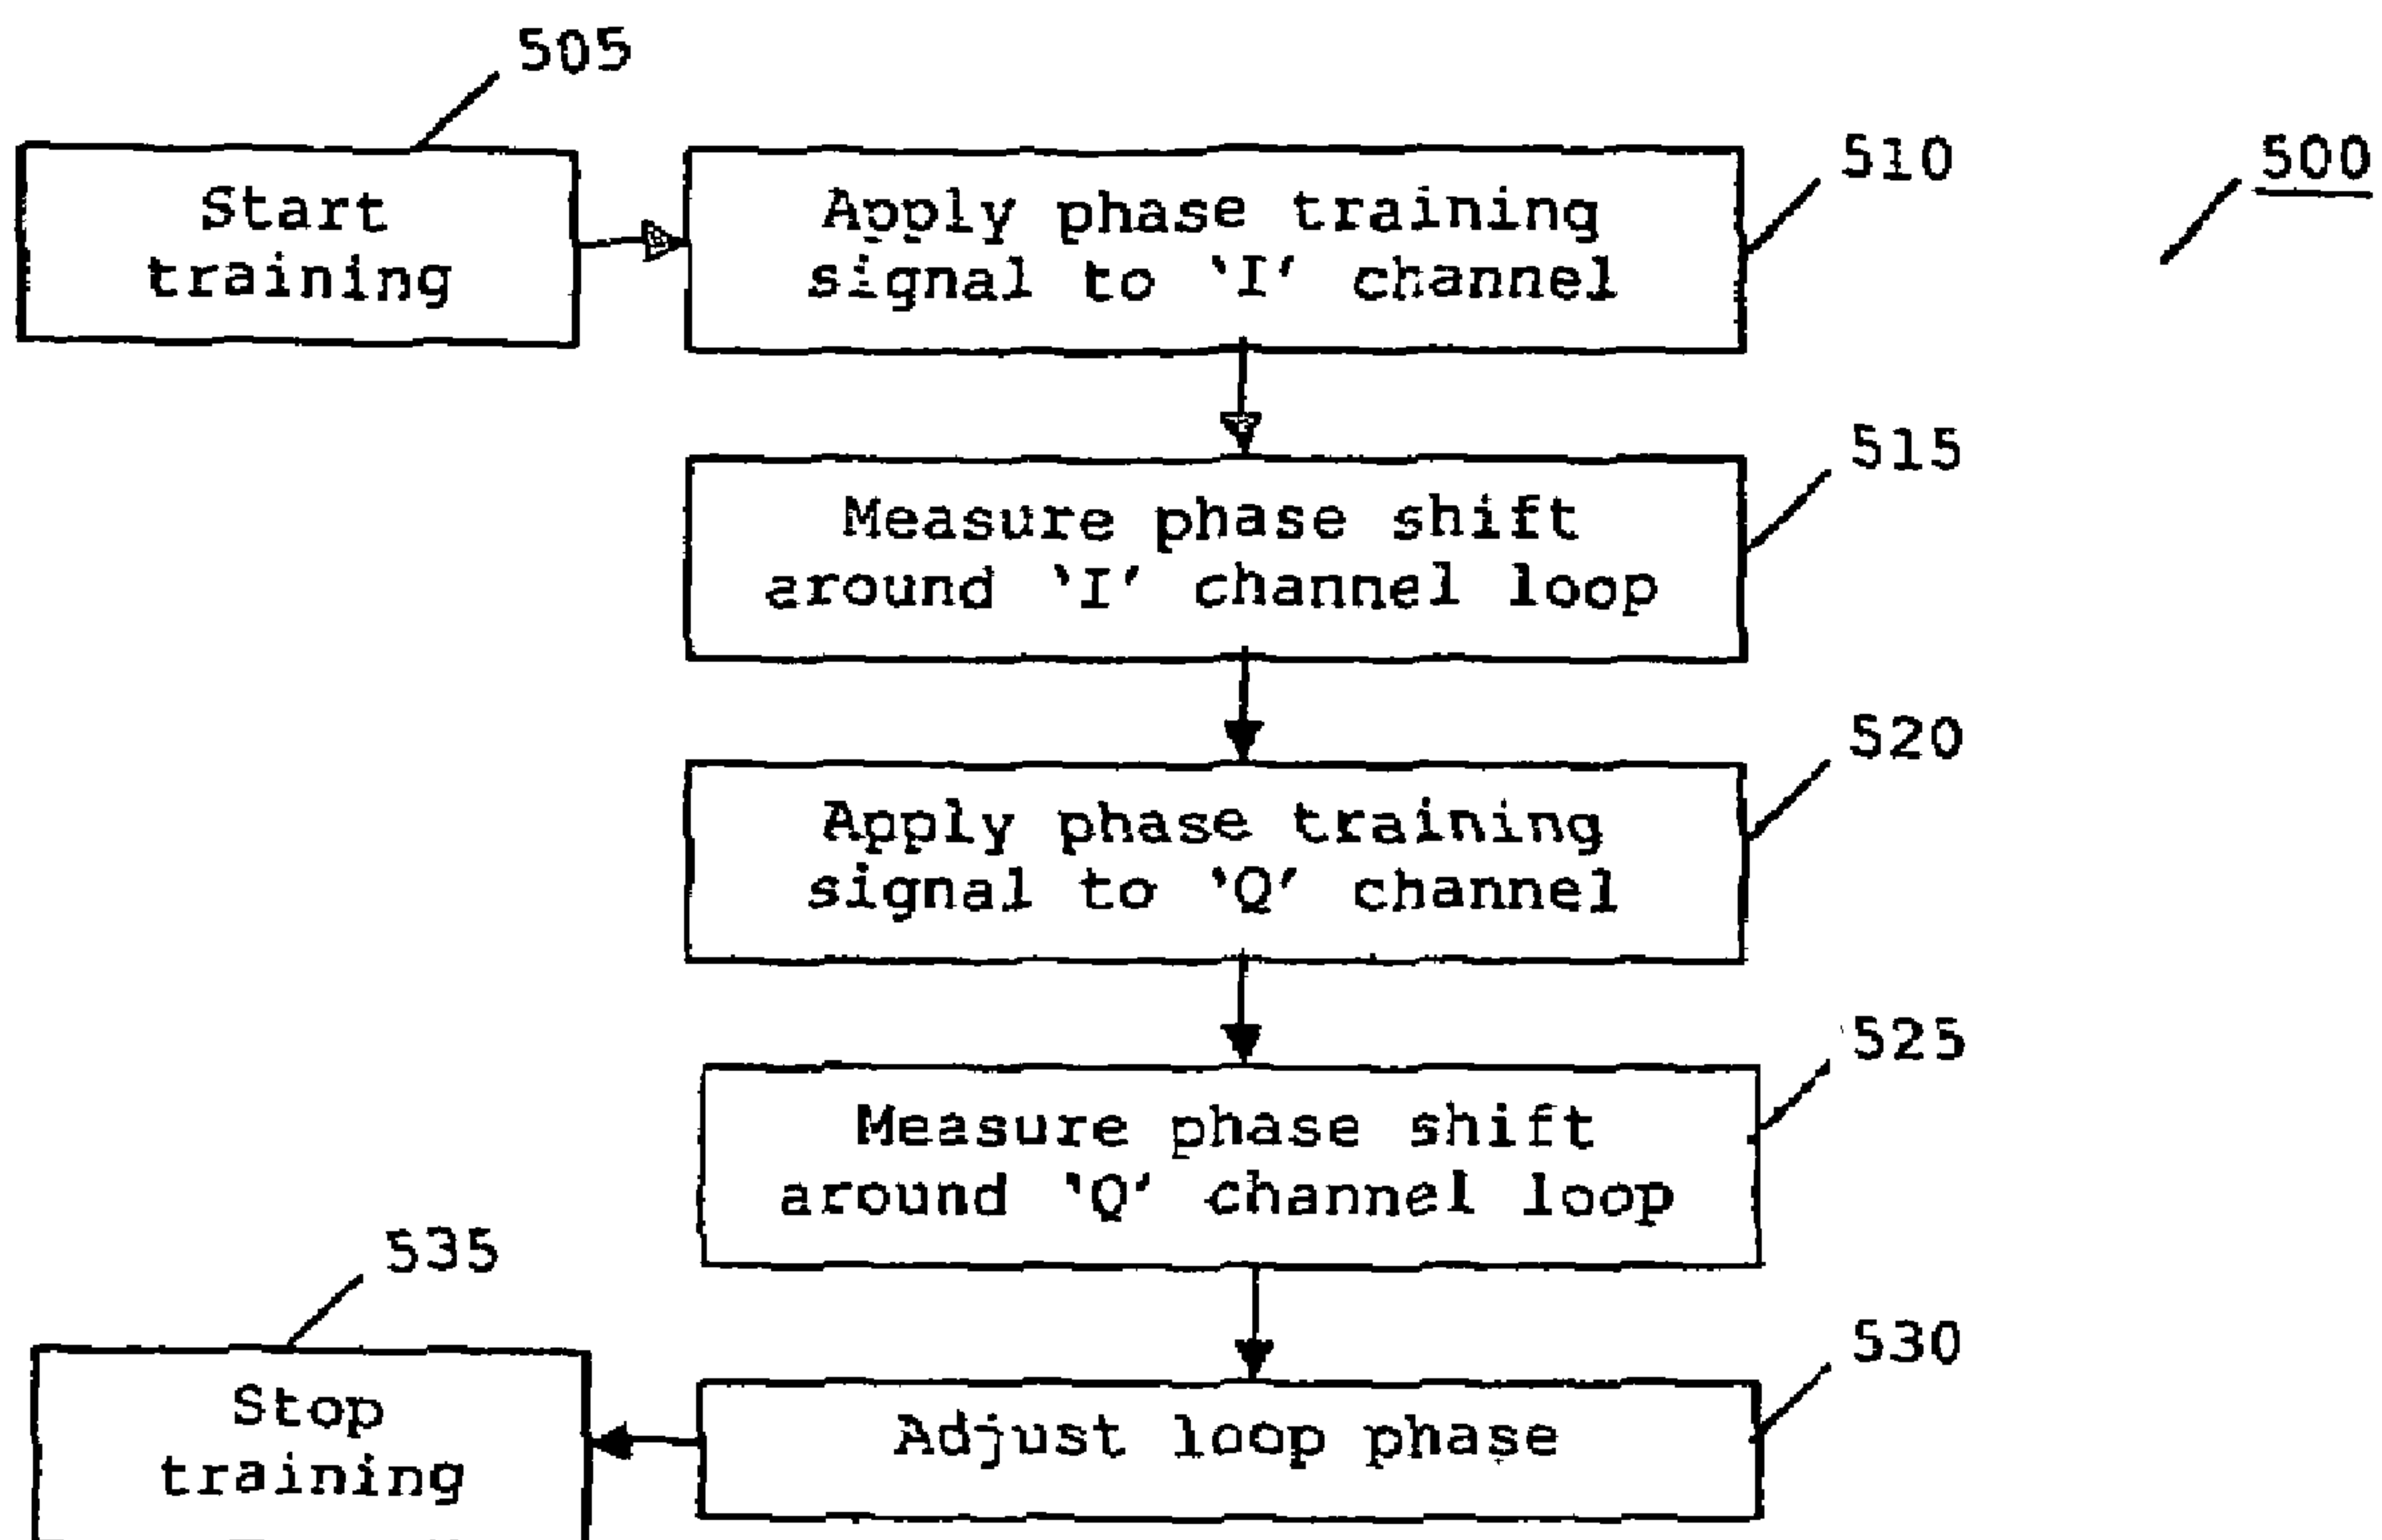 505
Start
training
510
500
Apply phase training
signal to ‘I’ channel
515
Measure phase shift
around ‘I’ channel loop
520
Apply phase training
signal to ‘Q’ channel
525
Measure phase shift
around ‘Q’ channel loop
530
Adjust loop phase
535
Stop
training